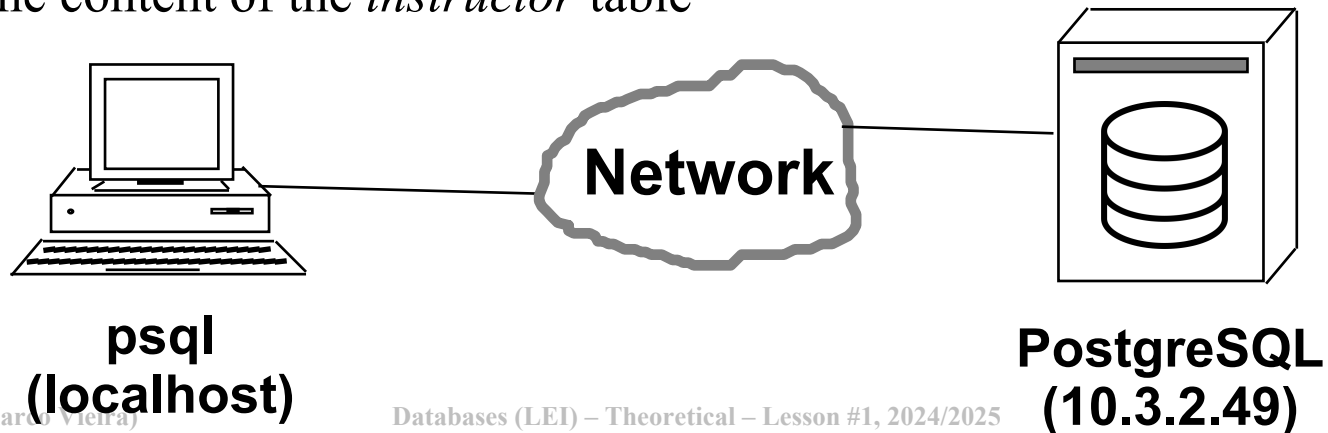 content of the instructor table
Network
psql
(localhost)
PostgreSQL
(10.3.2.49)
Vieira)
Databases (LEI) – Theoretical – Lesson #1, 2024/2025